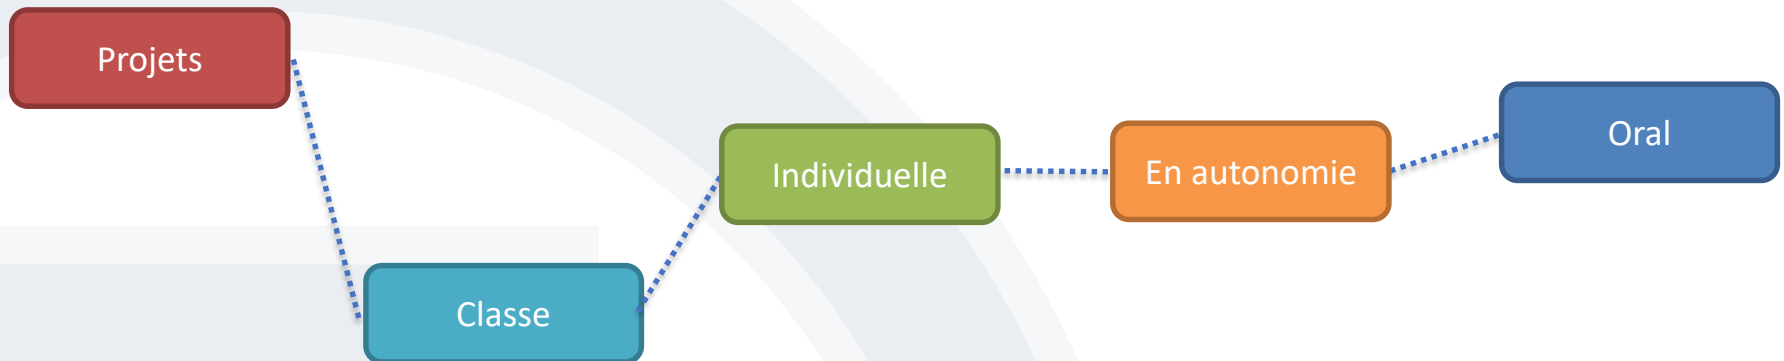 Projets
Classe
Individuelle
En autonomie
Oral